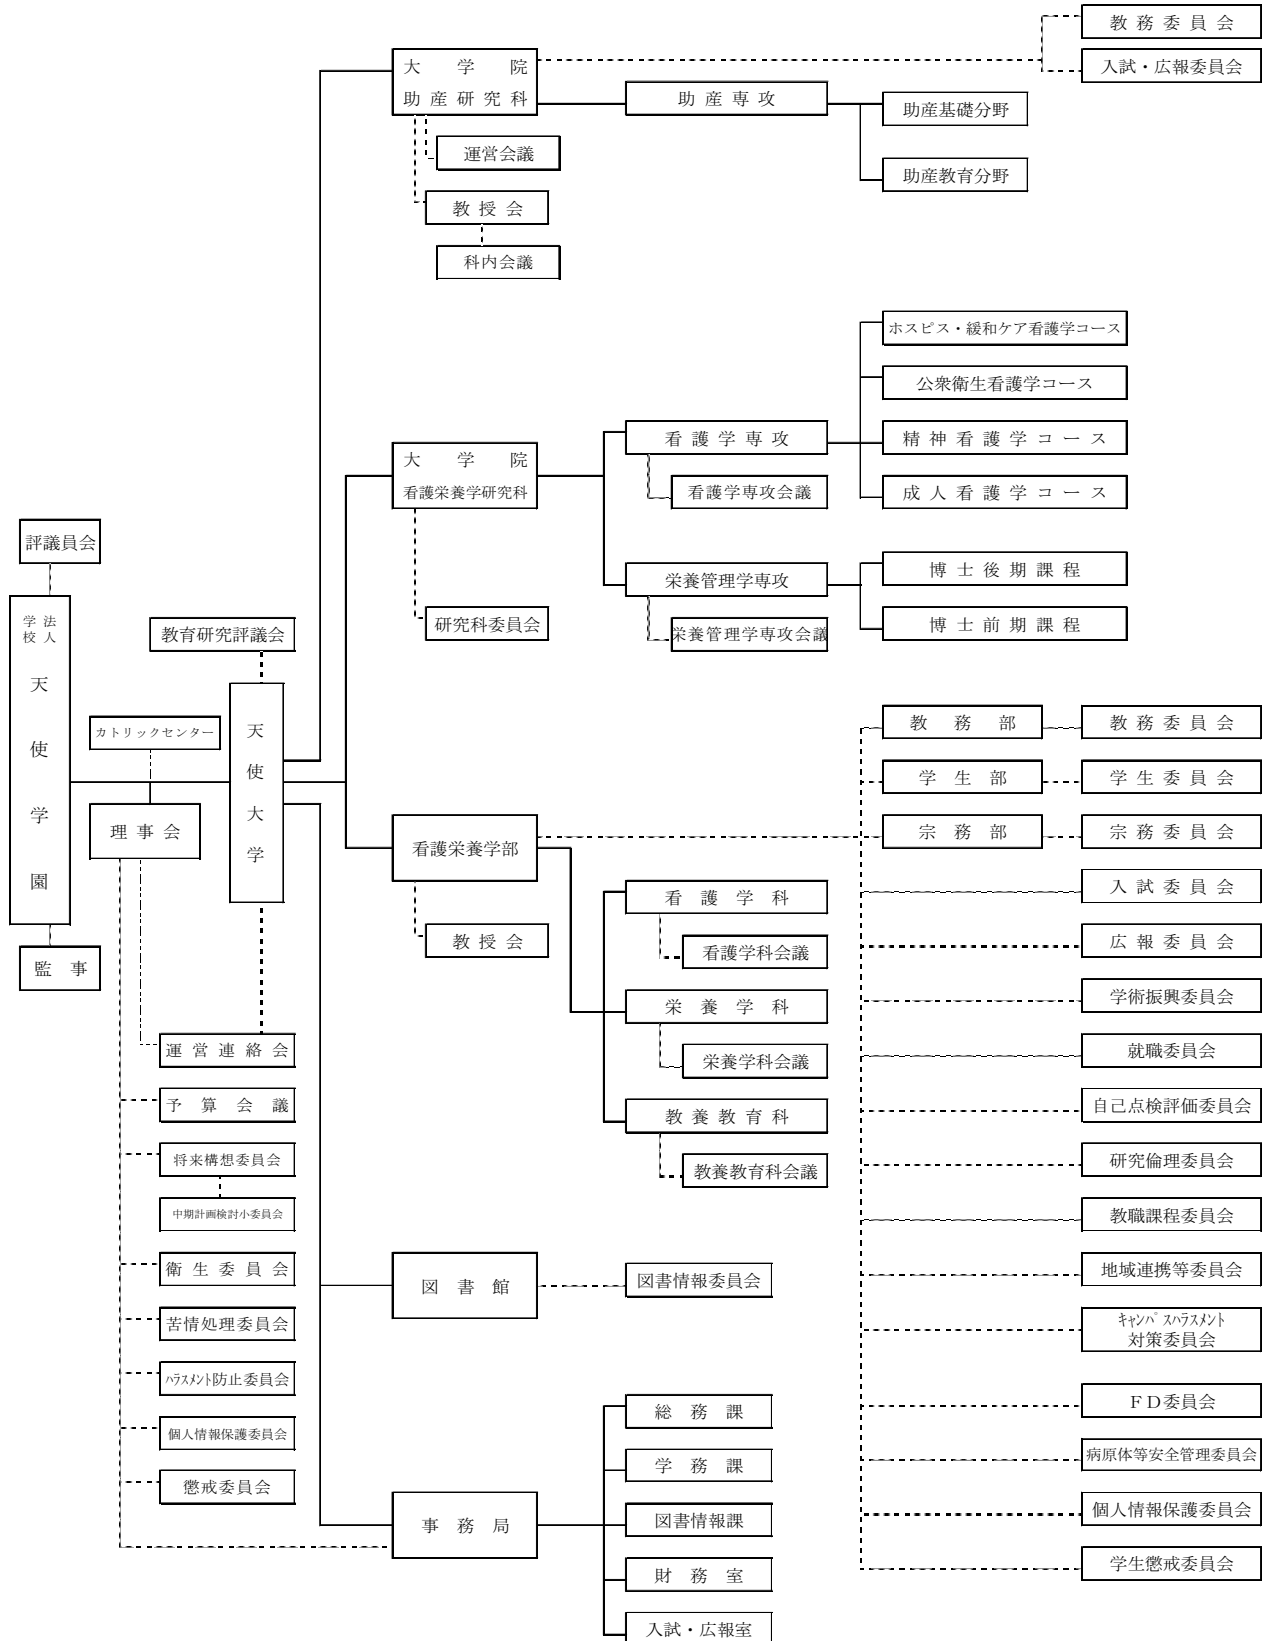 教務委員会
大学院
助産研究科
入試・広報委員会
助産専攻
助産基礎分野
運営会議
助産教育分野
教授会
科内会議
ホスピス・緩和ケア看護学コース
公衆衛生看護学コース
看護学専攻
精神看護学コース
大学院
看護栄養学研究科
看護学専攻会議
成人看護学コース
評議員会
栄養管理学専攻
博士後期課程
学校法人
天使学園
教育研究評議会
研究科委員会
栄養管理学専攻会議
博士前期課程
カトリックセンター
天使大学
教務部
教務委員会
学生部
学生委員会
理事会
看護栄養学部
宗務部
宗務委員会
看護学科
入試委員会
教授会
看護学科会議
広報委員会
監事
栄養学科
学術振興委員会
運営連絡会
栄養学科会議
就職委員会
予算会議
教養教育科
自己点検評価委員会
将来構想委員会
教養教育科会議
研究倫理委員会
中期計画検討小委員会
教職課程委員会
衛生委員会
図書館
図書情報委員会
地域連携等委員会
苦情処理委員会
ｷｬﾝﾊﾟｽﾊﾗｽﾒﾝﾄ
対策委員会
ﾊﾗｽﾒﾝﾄ防止委員会
総務課
ＦＤ委員会
個人情報保護委員会
学務課
病原体等安全管理委員会
懲戒委員会
事務局
図書情報課
個人情報保護委員会
財務室
学生懲戒委員会
入試・広報室